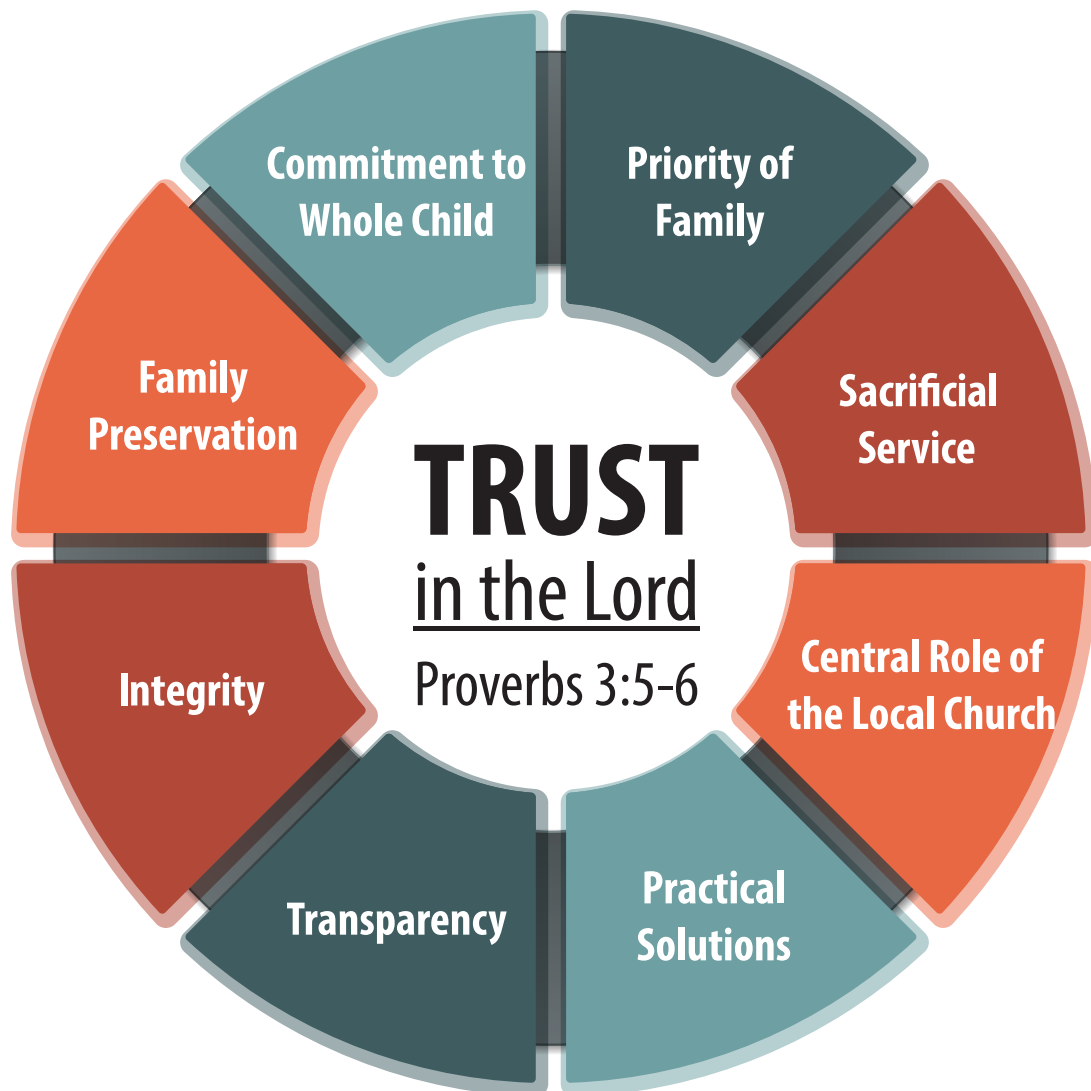 Commitment to
Whole Child
Priority of
Family
Sacrificial
Service
Central Role of
the Local Church
Practical
Solutions
Transparency
Integrity
Family
Preservation
TRUST
in the Lord
Proverbs 3:5-6